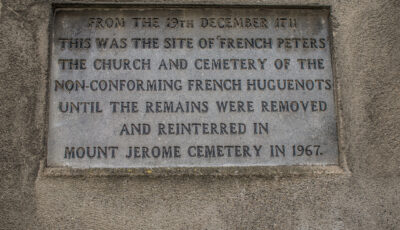 FROM THE 19TH DECEMBER 1711
THIS WAS THE SITE OF FRENCH PETERS
THE CHURCH AND CEMETERY OF THE
NON-CONFORMING FRENCH HUGUENOTS
UNTIL THE REMAINS WERE REMOVED
AND REINTERRED IN
MOUNT JEROME CEMETERY IN 1967.